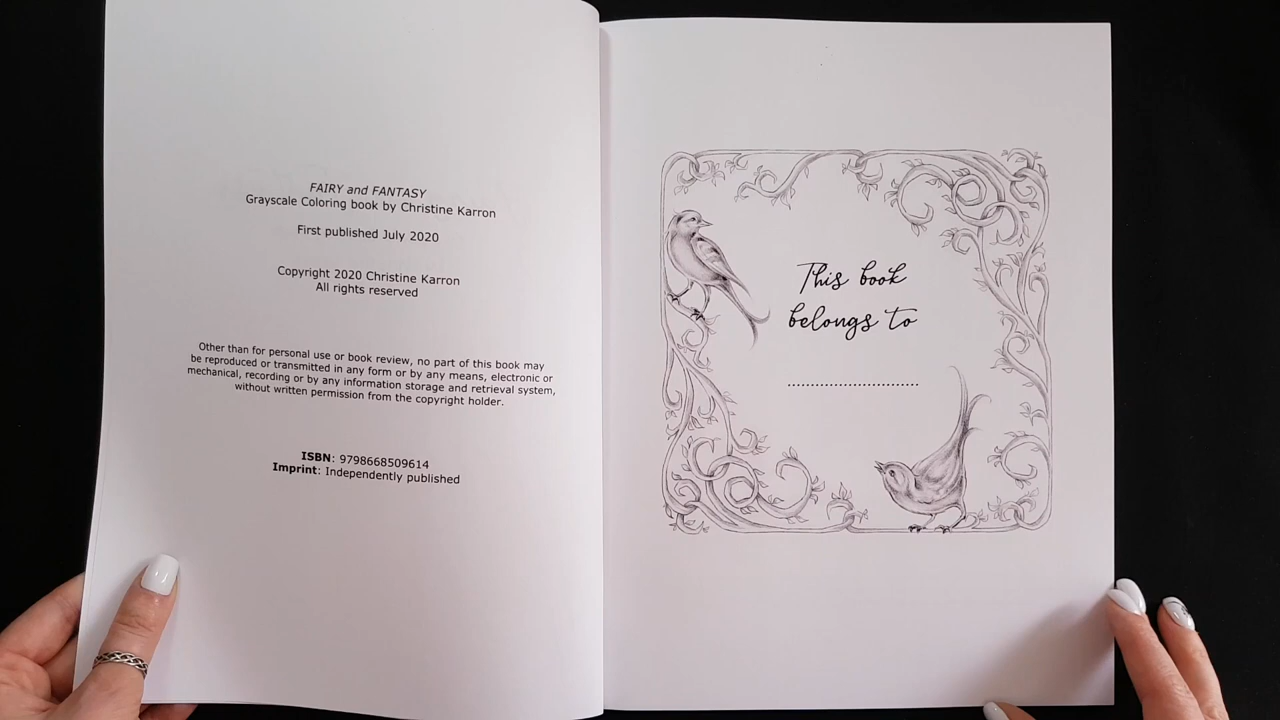 FAIRY and FANTASY
Grayscale Coloring book by Christine Karron
First published July 2020
Copyright 2020 Christine Karron
All rights reserved
Other than for personal use or book review, no part of this book may
be reproduced or transmitted in any form or by any means, electronic or
mechanical, recording or by any information storage and retrieval system,
without written permission from the copyright holder.
ISBN: 9798668509614
Imprint: Independently published
This book
belongs to